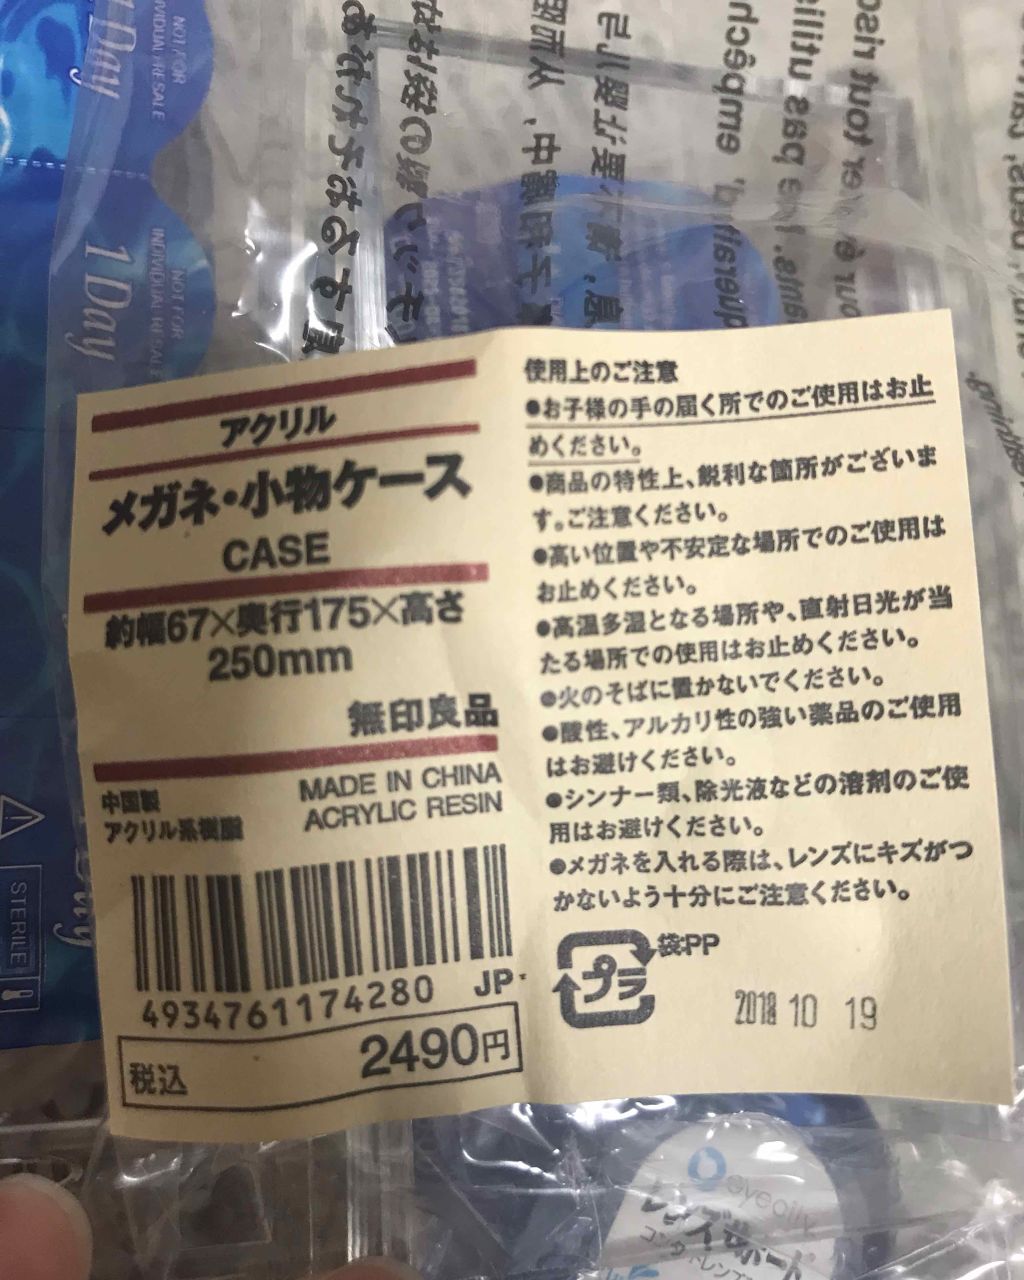 アクリル
メガネ・小物ケース
CASE
約幅67×奥行175×高さ
250mm
無印良品
中国製
アクリル系樹脂
MADE IN CHINA
ACRYLIC RESIN
4934761174280 JP
税込
2490円
使用上のご注意
●お子様の手の届く所でのご使用はお止
めください。
●商品の特性上、鋭利な箇所がございま
す。ご注意ください。
●高い位置や不安定な場所でのご使用は
お止めください。
●高温多湿となる場所や、直射日光が当
たる場所での使用はお止めください。
●火のそばに置かないでください。
●酸性、アルカリ性の強い薬品のご使用
はお避けください。
●シンナー類、除光液などの溶剤のご使
用はお避けください。
●メガネを入れる際は、レンズにキズがつ
かないよう十分にご注意ください。
プラ
袋:PP
2018 10 19
1Day
NOT FOR
INDIVIDUAL RESALE
1Day
NOT FOR
INDIVIDUAL RESALE
STERILE
eyecity